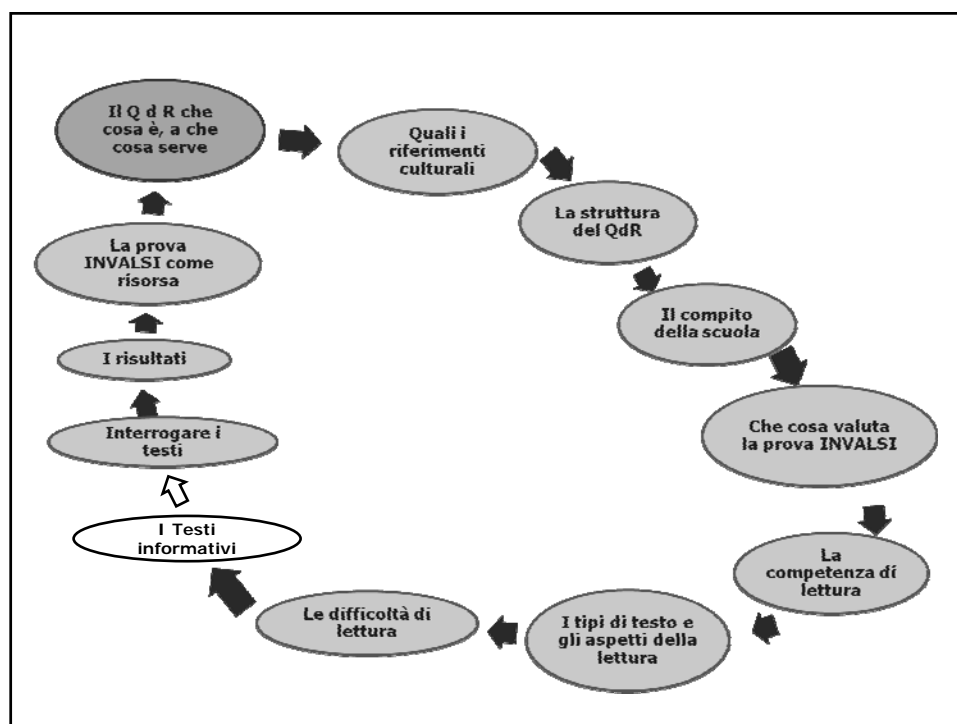 Il Q d R che
cosa è, a che
cosa serve
Quali i
riferimenti
culturali
La struttura
del QdR
Il compito
della scuola
Che cosa valuta
la prova INVALSI
La
competenza di
lettura
I tipi di testo e
gli aspetti della
lettura
Le difficoltà di
lettura
I Testi
informativi
Interrogare i
testi
I risultati
La prova
INVALSI come
risorsa